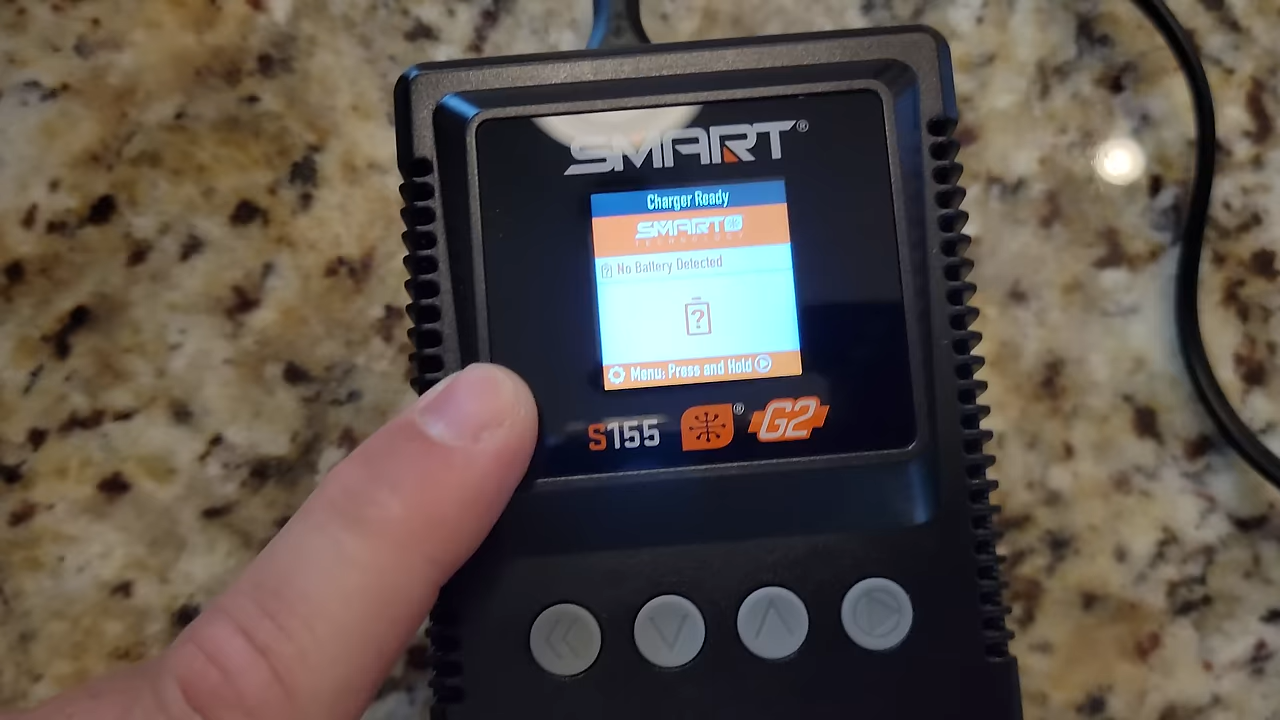 SMART®
Charger Ready
SMART
TECHNOLOGY
? No Battery Detected
?
Menu: Press and Hold
S155 ® G2